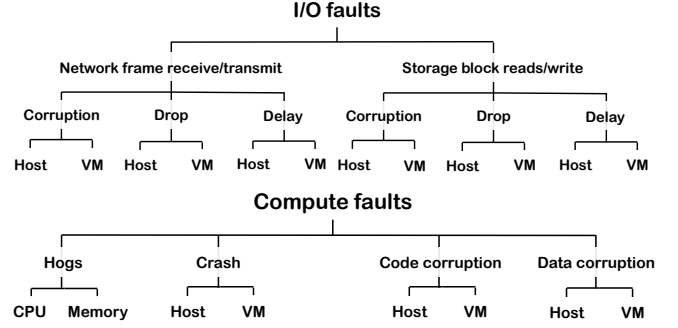 I/O faults
Network frame receive/transmit Storage block reads/write
Corruption Drop Delay Corruption Drop Delay
Host VM Host VM Host VM Host VM Host VM Host VM
Compute faults
Hogs Crash Code corruption Data corruption
CPU Memory Host VM Host VM Host VM